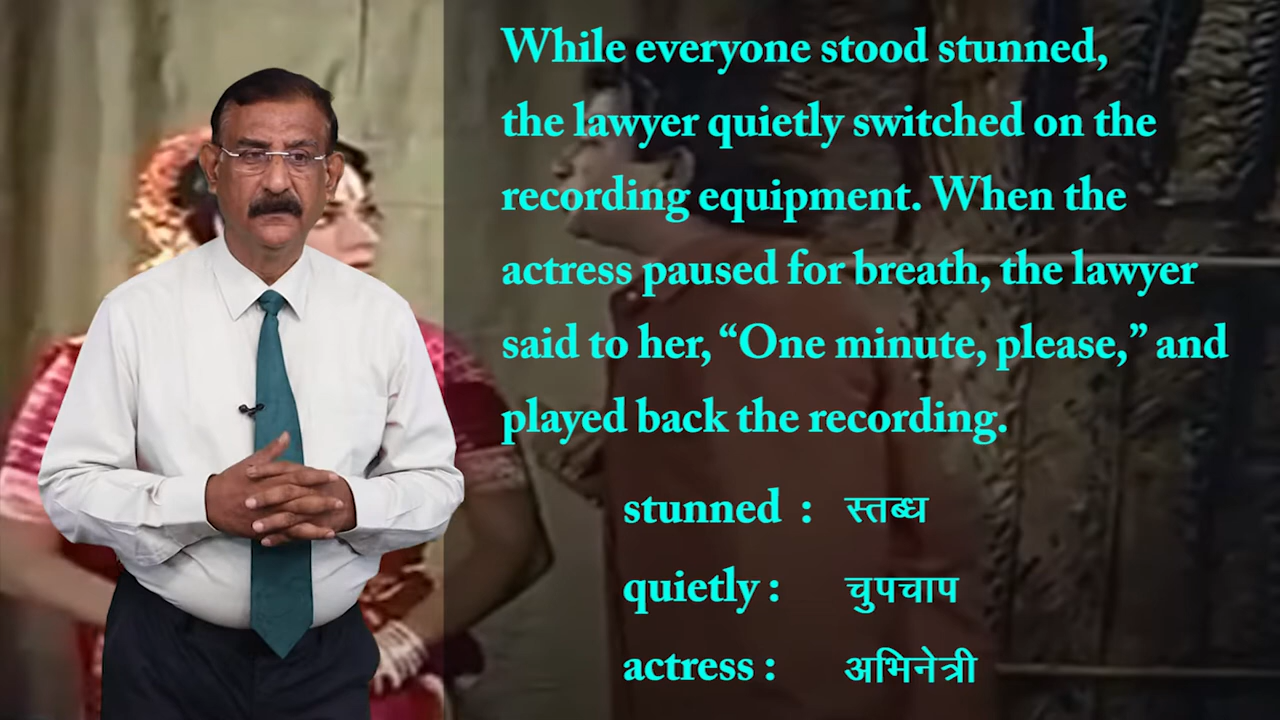 While everyone stood stunned,
the lawyer quietly switched on the
recording equipment. When the
actress paused for breath, the lawyer
said to her, “One minute, please,” and
played back the recording.
stunned : स्तब्ध
quietly : चुपचाप
actress : अभिनेत्री